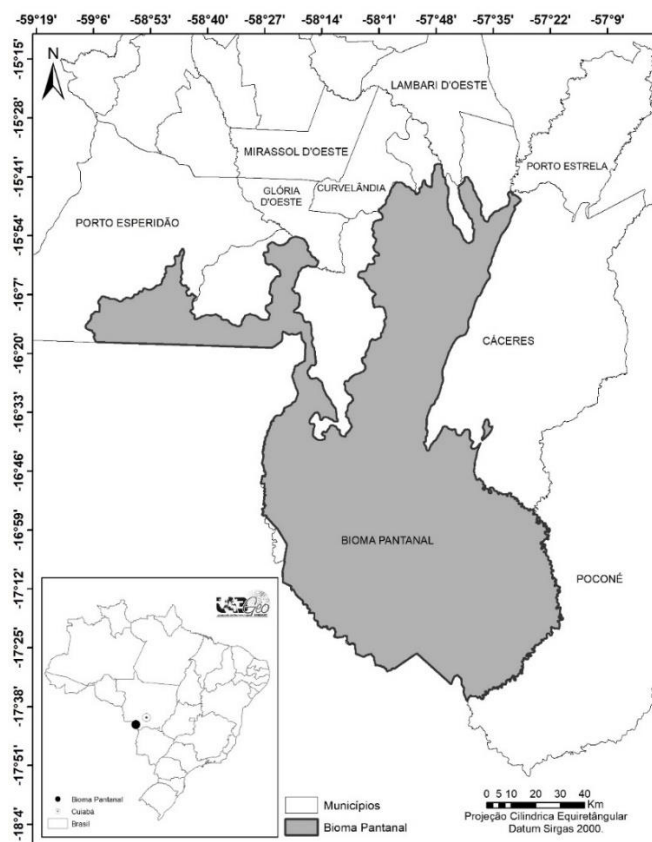 -59°19' -59°6' -58°53' -58°40' -58°27' -58°14' -58°1' -57°48' -57°35' -57°22' -57°9'
N
-15°15'
-15°28'
-15°41'
-15°54'
-16°7'
-16°20'
-16°33'
-16°46'
-16°59'
-17°12'
-17°25'
-17°38'
-17°51'
-18°4'
LAMBARI D'OESTE
MIRASSOL D'OESTE
PORTO ESTRELA
GLÓRIA
D'OESTE
CURVELÂNDIA
PORTO ESPERIDÃO
CÁCERES
BIOMA PANTANAL
POCONÉ
Bioma Pantanal
Cuiabá
Brasil
Municípios
Bioma Pantanal
0 5 10 20 30 40
Km
Projeção Cilindrica Equiretângular
Datum Sirgas 2000.